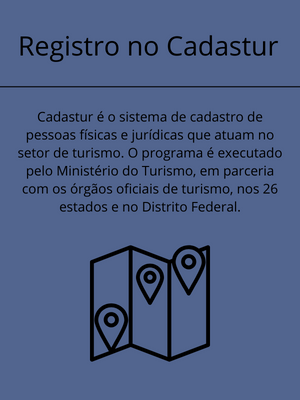 Registro no Cadastur
Cadastur é o sistema de cadastro de
pessoas físicas e jurídicas que atuam no
setor de turismo. O programa é executado
pelo Ministério do Turismo, em parceria
com os órgãos oficiais de turismo, nos 26
estados e no Distrito Federal.